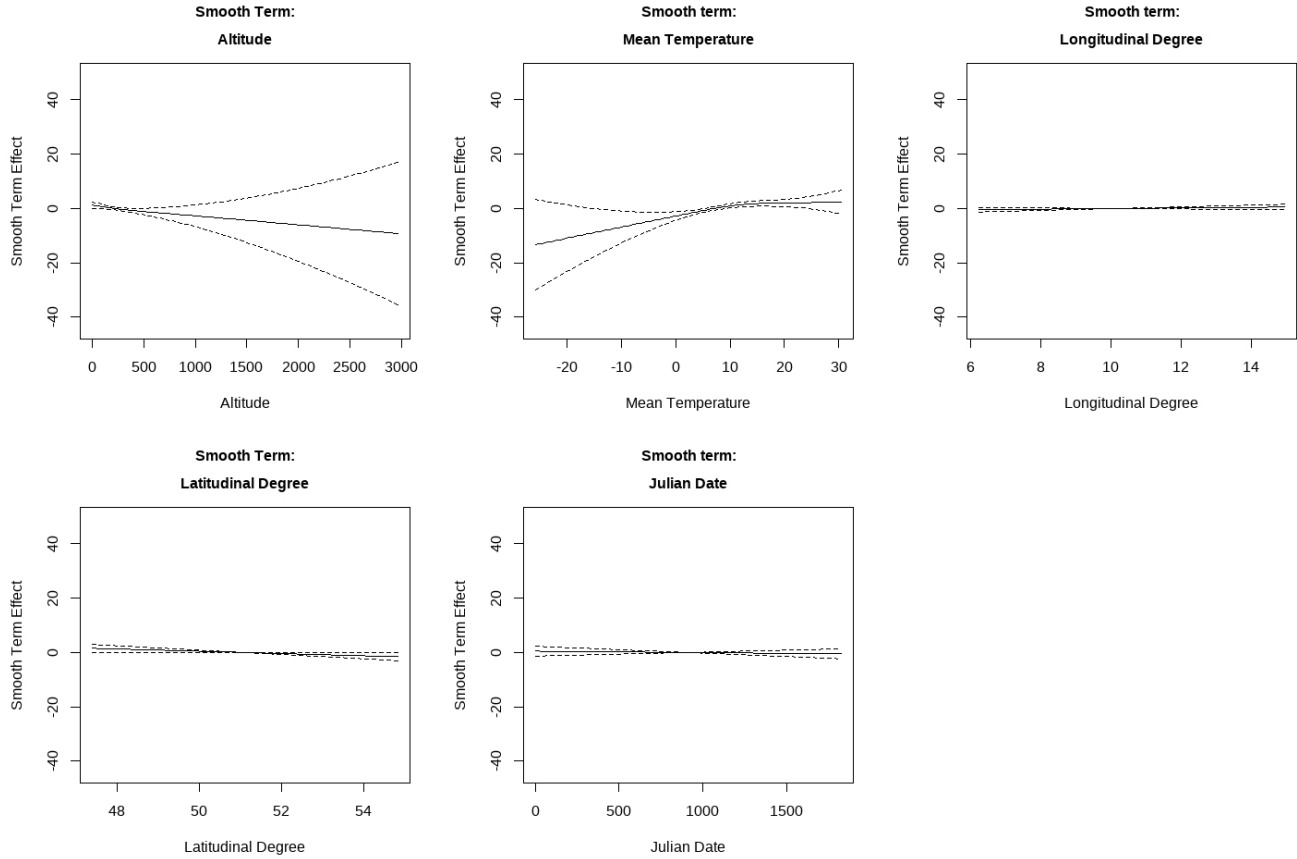 Smooth Term:
Altitude
Smooth Term Effect
40
20
0
-20
-40
0 500 1000 1500 2000 2500 3000
Altitude
Smooth term:
Mean Temperature
Smooth Term Effect
40
20
0
-20
-40
-20 -10 0 10 20 30
Mean Temperature
Smooth term:
Longitudinal Degree
Smooth Term Effect
40
20
0
-20
-40
6 8 10 12 14
Longitudinal Degree
Smooth Term:
Latitudinal Degree
Smooth Term Effect
40
20
0
-20
-40
48 50 52 54
Latitudinal Degree
Smooth term:
Julian Date
Smooth Term Effect
40
20
0
-20
-40
0 500 1000 1500
Julian Date